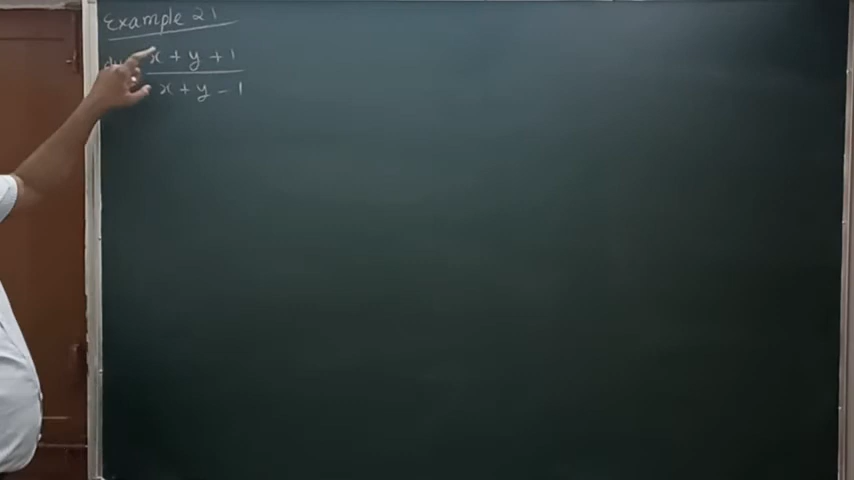 Example 21
x + y + 1
x + y - 1